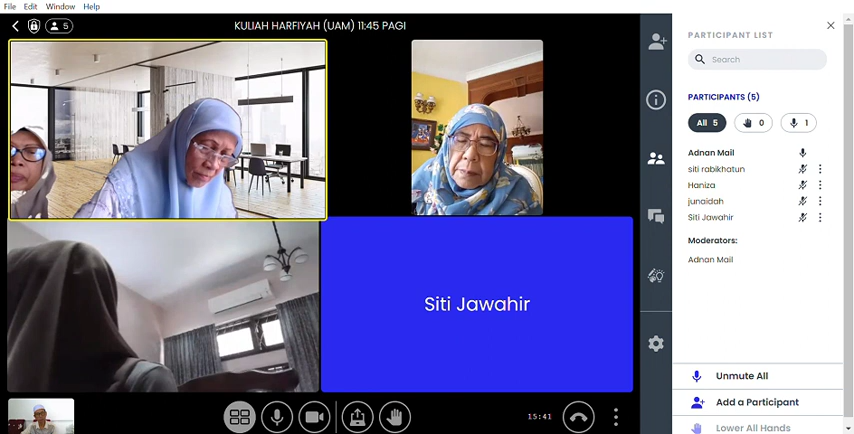 File Edit Window Help
5
KULIAH HARFIYAH (UAM) 11:45 PAGI
Siti Jawahir
15:41
PARTICIPANT LIST
Search
PARTICIPANTS (5)
All 5 0 1
Adnan Mail
siti rabikhatun
Haniza
junaidah
Siti Jawahir
Moderators:
Adnan Mail
Unmute All
Add a Participant
Lower All Hands